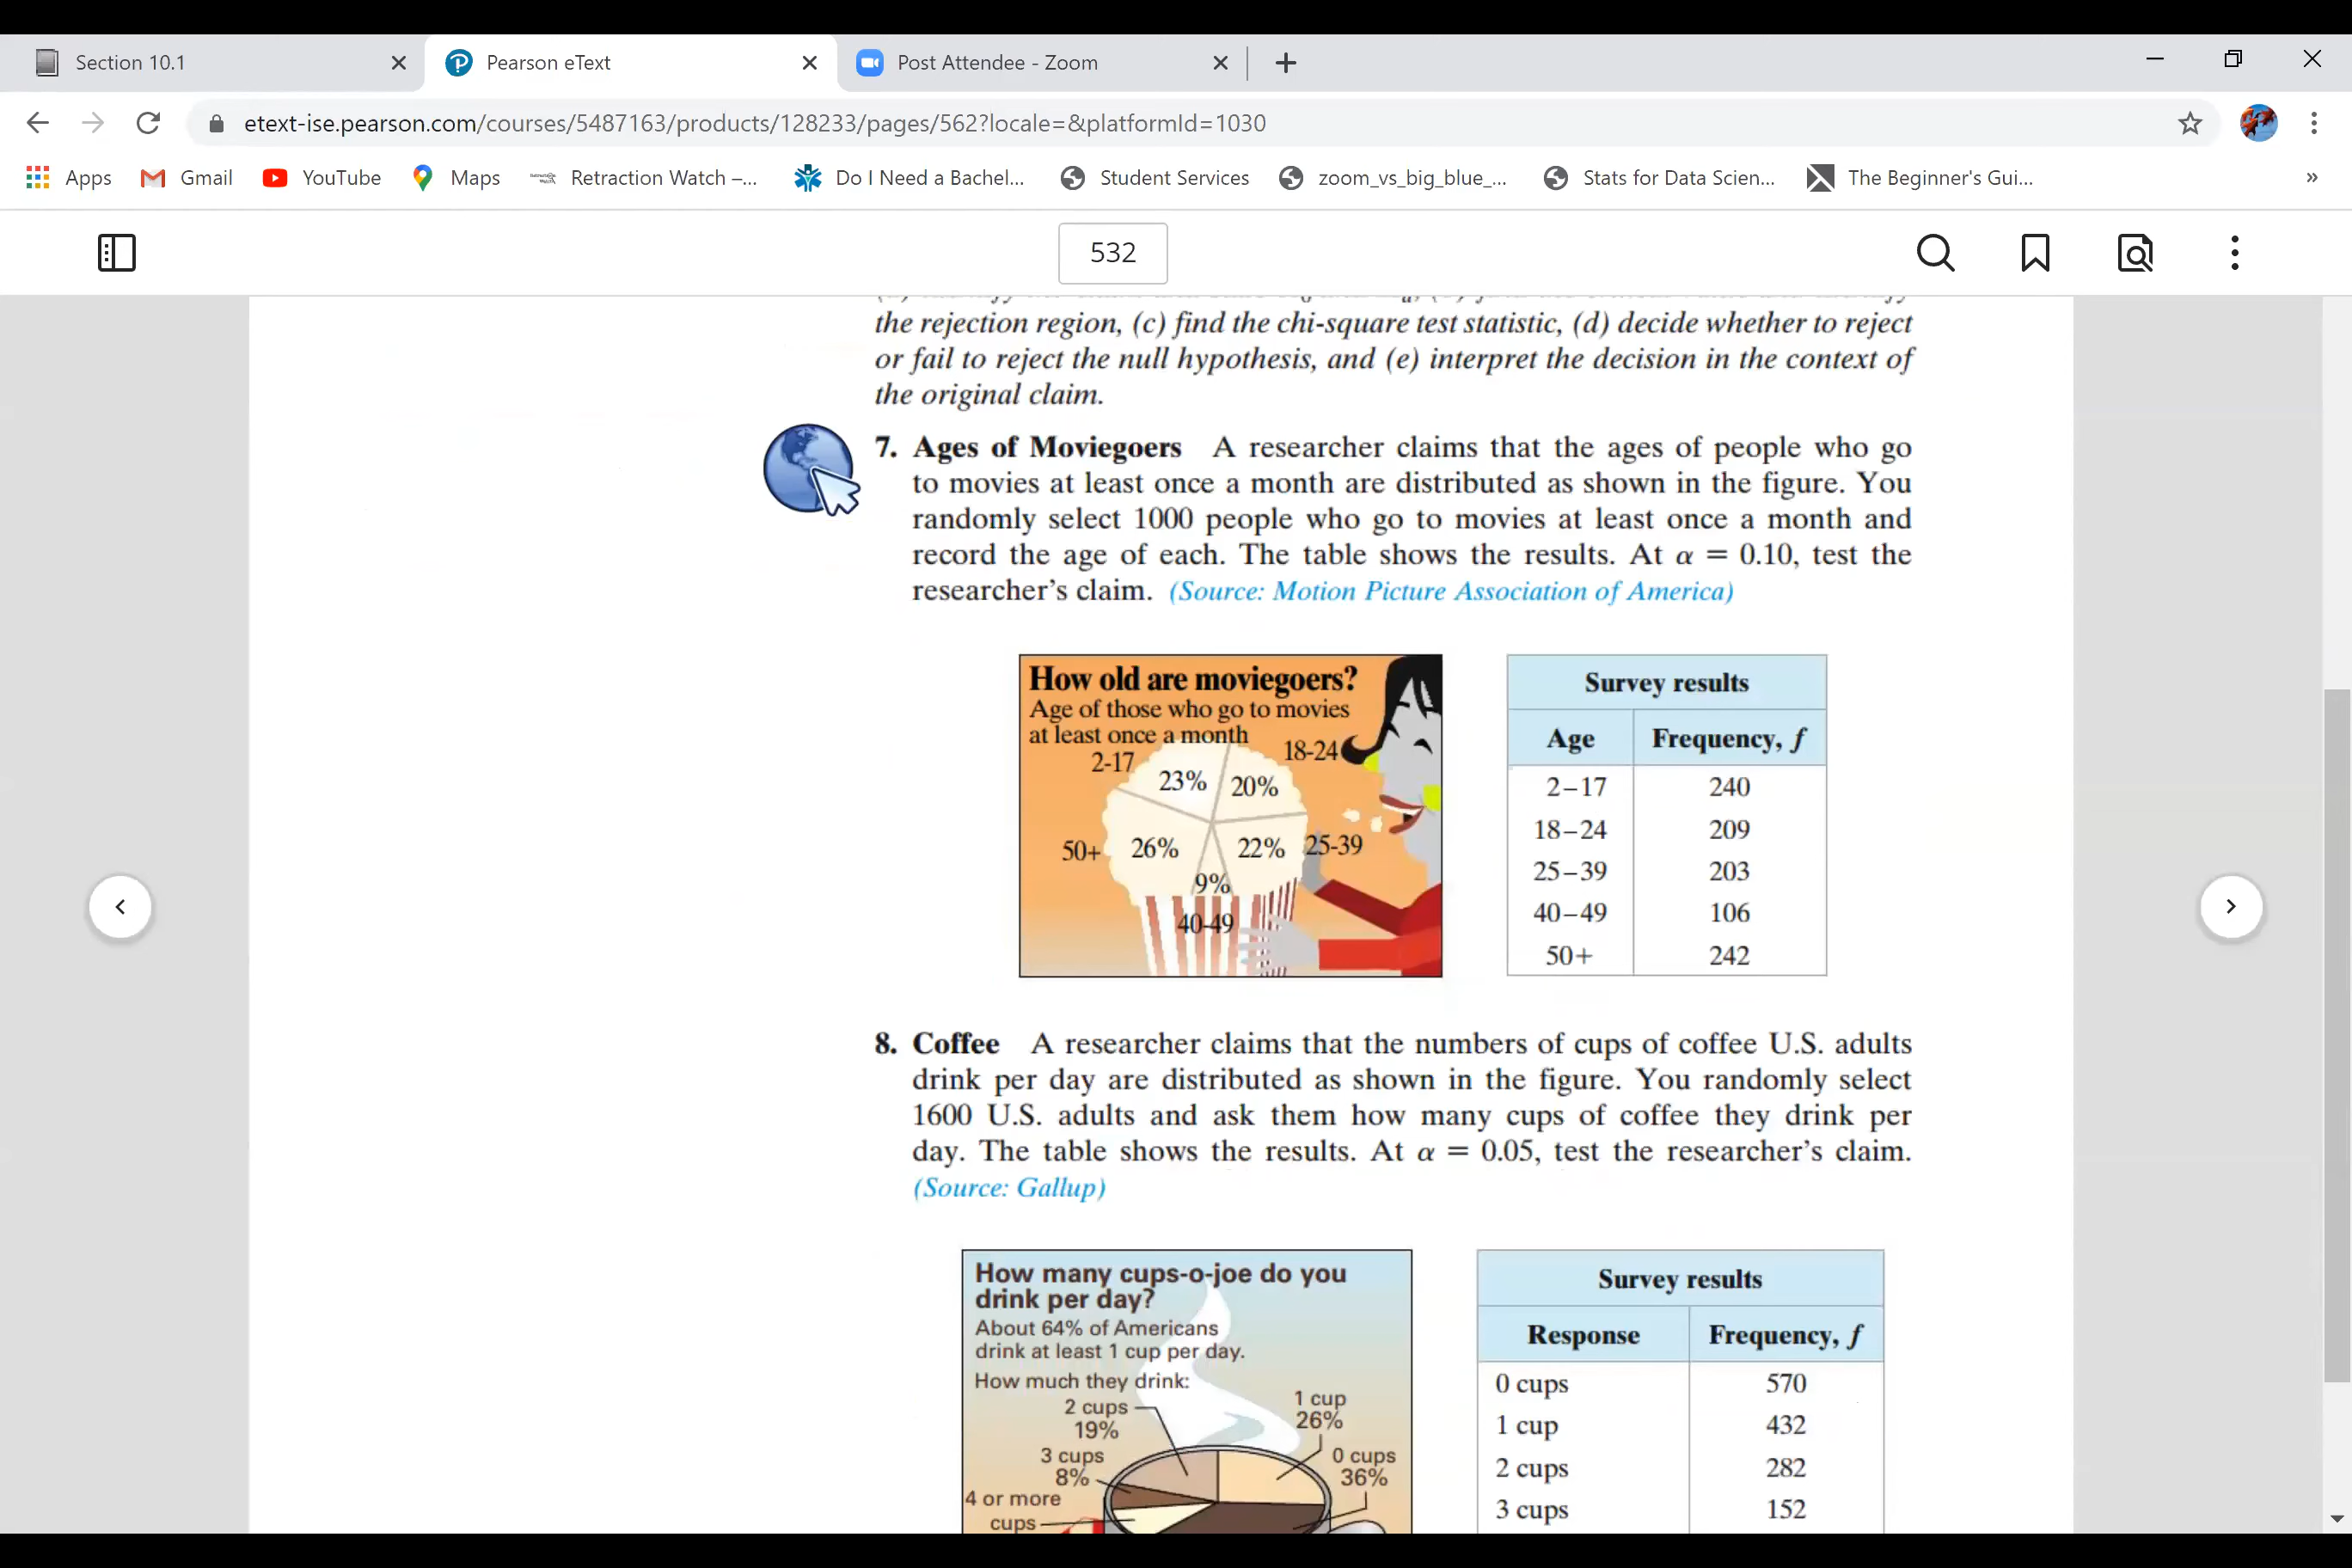 Section 10.1
Pearson eText
Post Attendee - Zoom
etext-ise.pearson.com/courses/5487163/products/128233/pages/562?locale=&platformId=1030
Apps Gmail YouTube Maps Retraction Watch –... Do I Need a Bachel... Student Services zoom_vs_big_blue_... Stats for Data Scien... The Beginner's Gui... »
532
the rejection region, (c) find the chi-square test statistic, (d) decide whether to reject
or fail to reject the null hypothesis, and (e) interpret the decision in the context of
the original claim.
7. Ages of Moviegoers A researcher claims that the ages of people who go
to movies at least once a month are distributed as shown in the figure. You
randomly select 1000 people who go to movies at least once a month and
record the age of each. The table shows the results. At α = 0.10, test the
researcher's claim. (Source: Motion Picture Association of America)
How old are moviegoers?
Age of those who go to movies
at least once a month
2-17
18-24
23%
20%
50+
26%
22%
25-39
9%
40-49
Survey results
Age Frequency, f
2–17 240
18–24 209
25–39 203
40–49 106
50+ 242
8. Coffee A researcher claims that the numbers of cups of coffee U.S. adults
drink per day are distributed as shown in the figure. You randomly select
1600 U.S. adults and ask them how many cups of coffee they drink per
day. The table shows the results. At α = 0.05, test the researcher's claim.
(Source: Gallup)
How many cups-o-joe do you
drink per day?
About 64% of Americans
drink at least 1 cup per day.
How much they drink:
2 cups
19%
1 cup
26%
3 cups
8%
0 cups
36%
4 or more
cups
Survey results
Response Frequency, f
0 cups 570
1 cup 432
2 cups 282
3 cups 152